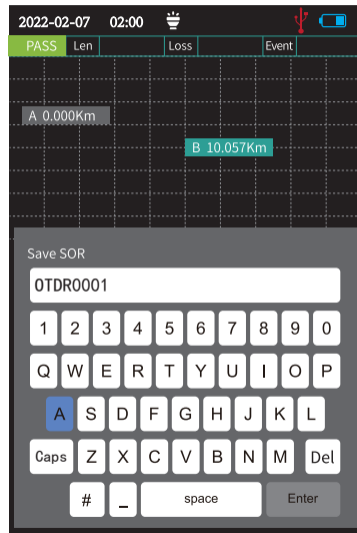 2022-02-07 02:00
PASS Len Loss Event
A 0.000Km
B 10.057Km
Save SOR
OTDR0001
1 2 3 4 5 6 7 8 9 0
Q W E R T Y U I O P
A S D F G H J K L
Caps Z X C V B N M Del
# _ space Enter